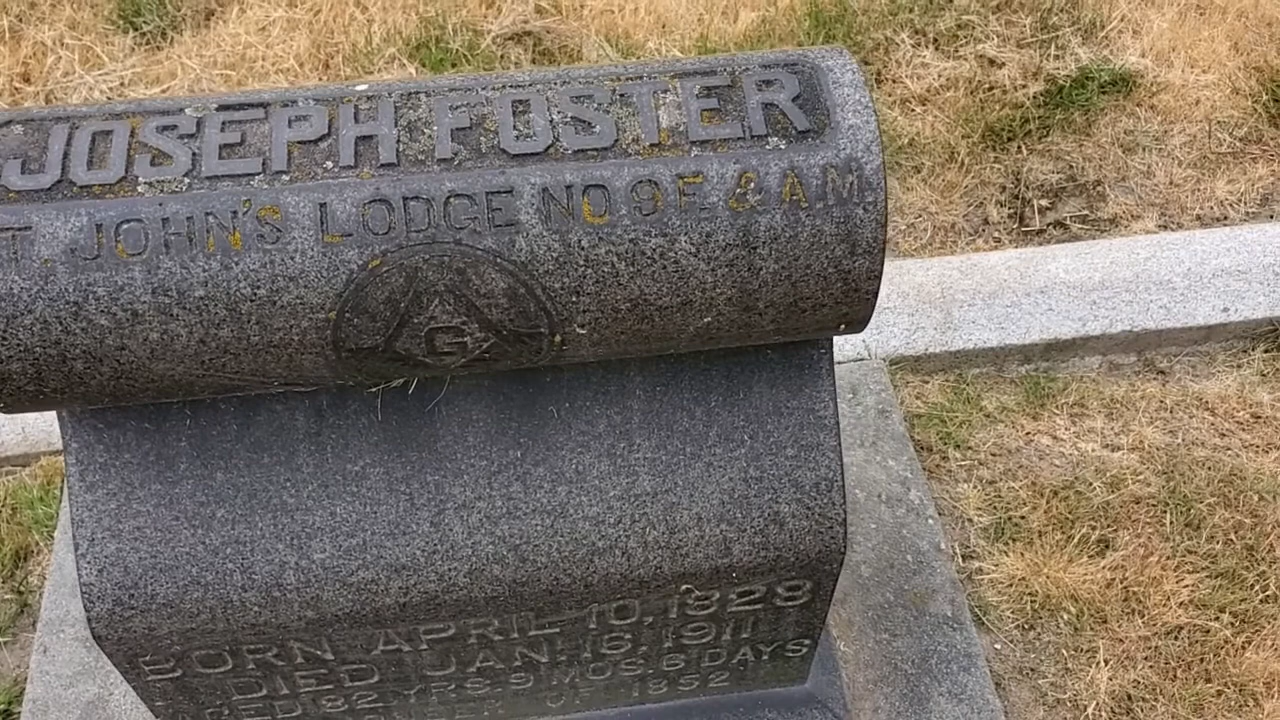 JOSEPH FOSTER
T. JOHN'S LODGE NO 9 F. & A M
G
BORN APRIL 10, 1828
DIED JAN. 16, 1911
AGED 82 YRS. 9 MOS. 6 DAYS
OF 1852